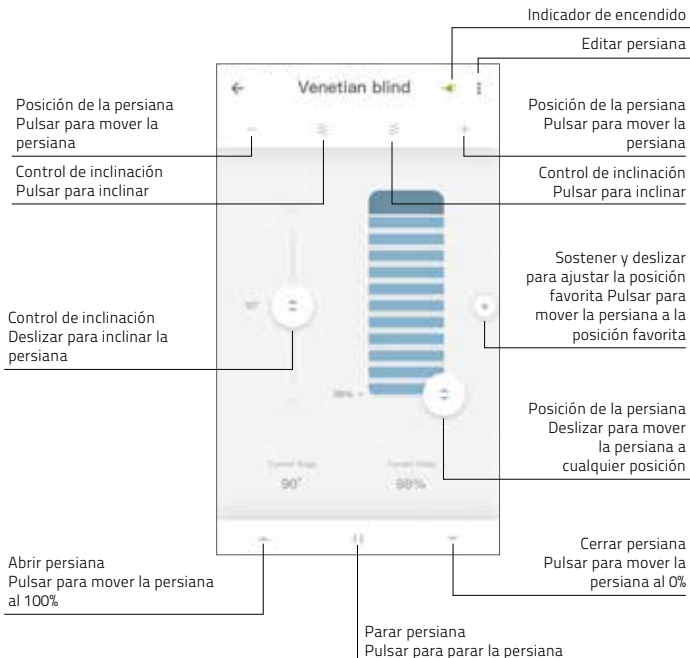 Indicador de encendido
Editar persiana
Venetian blind
Posición de la persiana
Pulsar para mover la
persiana
Control de inclinación
Pulsar para inclinar
Posición de la persiana
Pulsar para mover la
persiana
Control de inclinación
Pulsar para inclinar
Sostener y deslizar
para ajustar la posición
favorita Pulsar para
mover la persiana a la
posición favorita
Control de inclinación
Deslizar para inclinar la
persiana
Posición de la persiana
Deslizar para mover
la persiana a
cualquier posición
90°
98%
Abrir persiana
Pulsar para mover la persiana
al 100%
Cerrar persiana
Pulsar para mover la
persiana al 0%
Parar persiana
Pulsar para parar la persiana